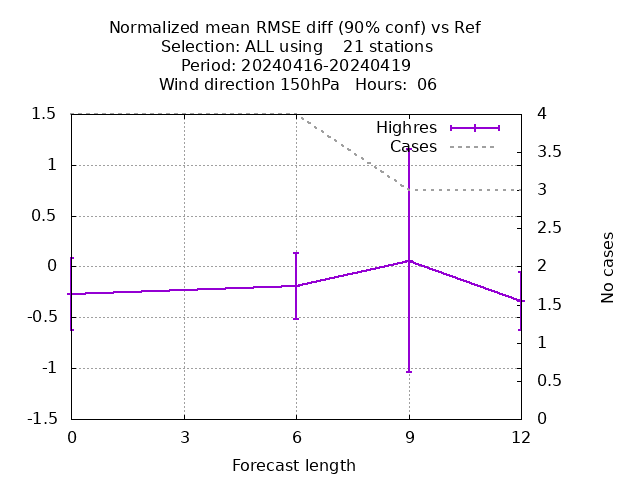 Normalized mean RMSE diff (90% conf) vs Ref
Selection: ALL using    21 stations
Period: 20240416-20240419
Wind direction 150hPa   Hours:  06
Highres
Cases
1.5
1
0.5
0
-0.5
-1
-1.5
4
3.5
3
2.5
2
1.5
1
0.5
0
No cases
0 3 6 9 12
Forecast length